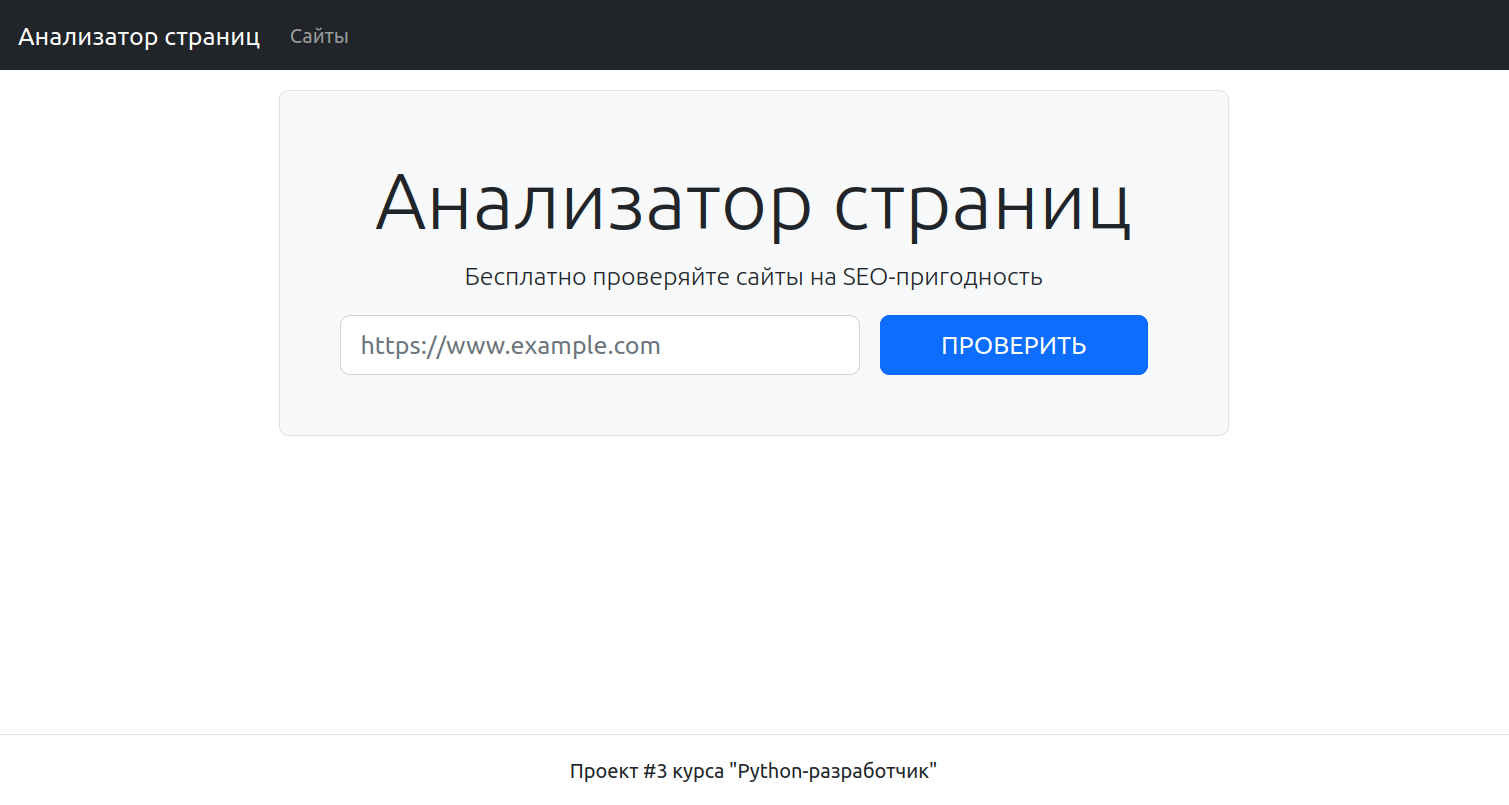 Анализатор страниц Сайты
Анализатор страниц
Бесплатно проверяйте сайты на SEO-пригодность
https://www.example.com ПРОВЕРИТЬ
Проект #3 курса "Python-разработчик"